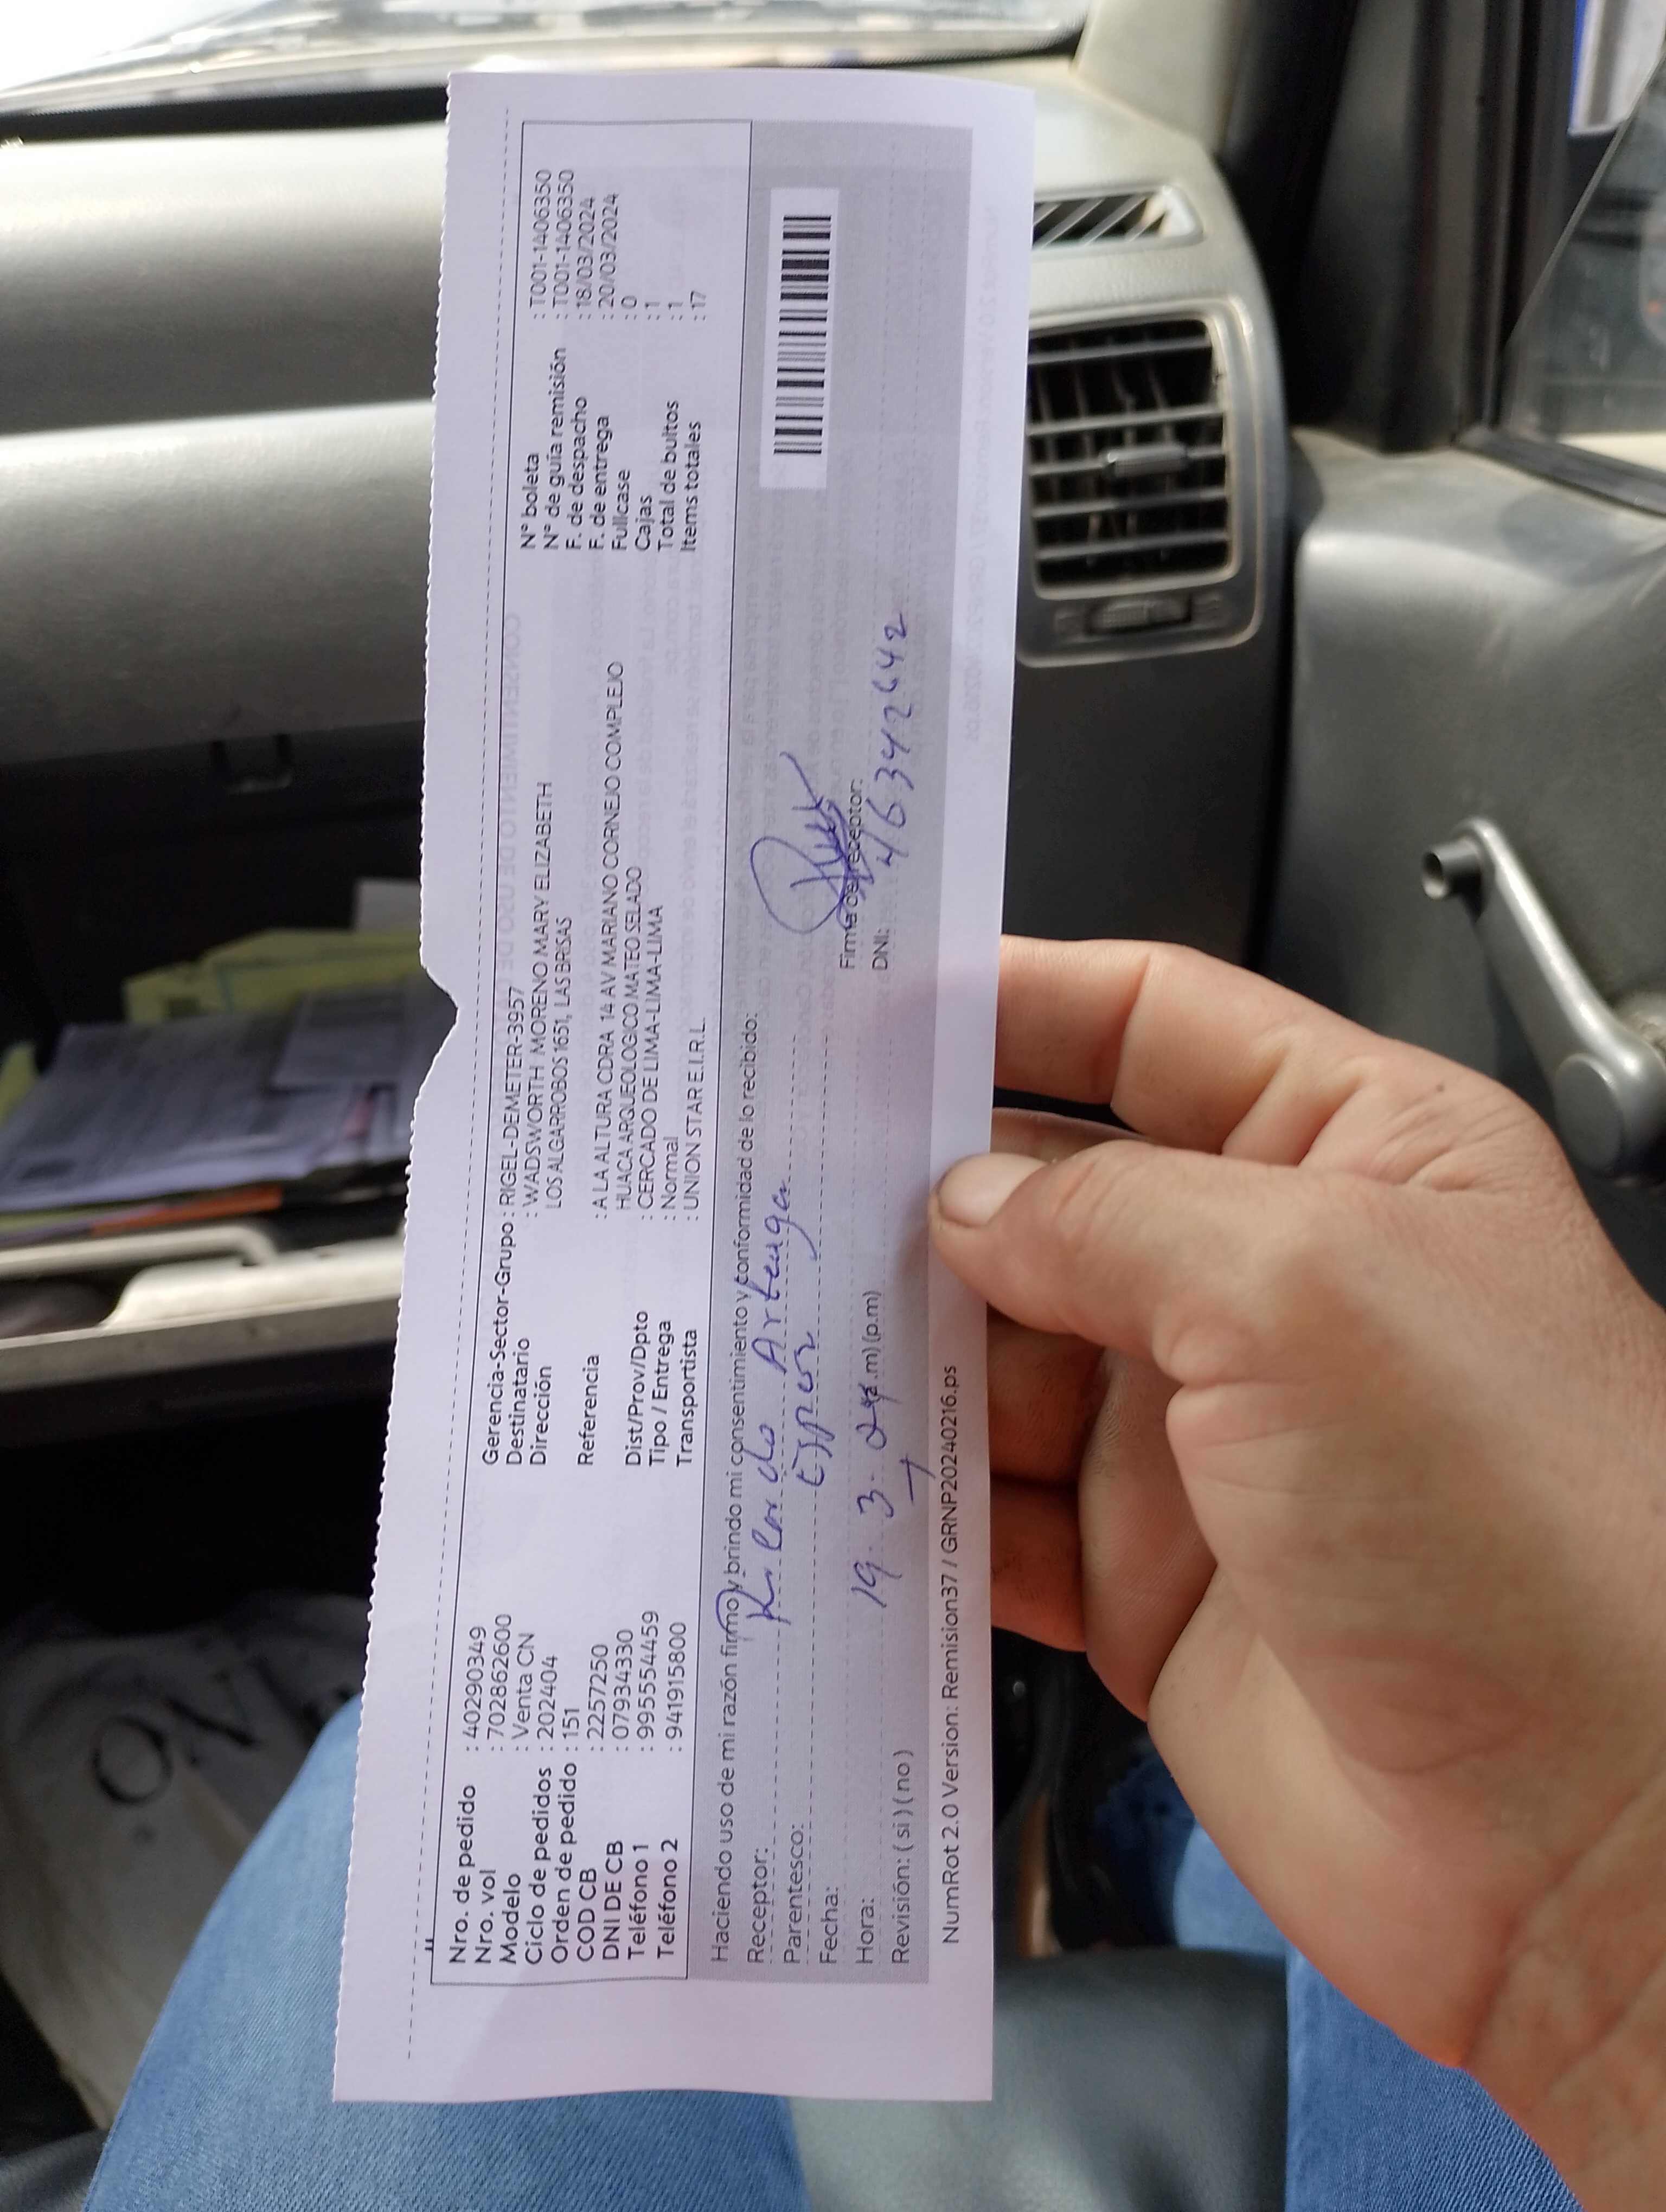 Nro. de pedido : 40290349
Nro. vol : 702862600
Modelo : Venta CN
Ciclo de pedidos : 202404
Orden de pedido : 151
COD CB : 2257250
DNI DE CB : 07934330
Teléfono 1 : 995554459
Teléfono 2 : 941915800
Gerencia-Sector-Grupo : RIGEL-DEMETER-3957
Destinatario : WADSWORTH MORENO MARY ELIZABETH
Dirección LOS ALGARROBOS 1651, LAS BRISAS
Referencia : A LA ALTURA CDRA 14 AV MARIANO CORNEJO COMPLEJO
HUACA ARQUEOLOGICO MATEO SELADO
Dist/Prov/Dpto : CERCADO DE LIMA-LIMA-LIMA
Tipo / Entrega : Normal
Transportista : UNION STAR E.I.R.L.
N° boleta : T001-1406350
N° de guía remisión : T001-1406350
F. de despacho : 18/03/2024
F. de entrega : 20/03/2024
Fullcase : 0
Cajas : 1
Total de bultos : 1
Items totales : 17
Haciendo uso de mi razón firmo y brindo mi consentimiento y conformidad de lo recibido:
Receptor: Arteaga
Parentesco:
Fecha: 19. 3. 24
Hora: (p.m)
Revisión: ( si ) ( no )
Firma de receptor:
DNI:
NumRot 2.0 Version: Remision37 / GRNP20240216.ps